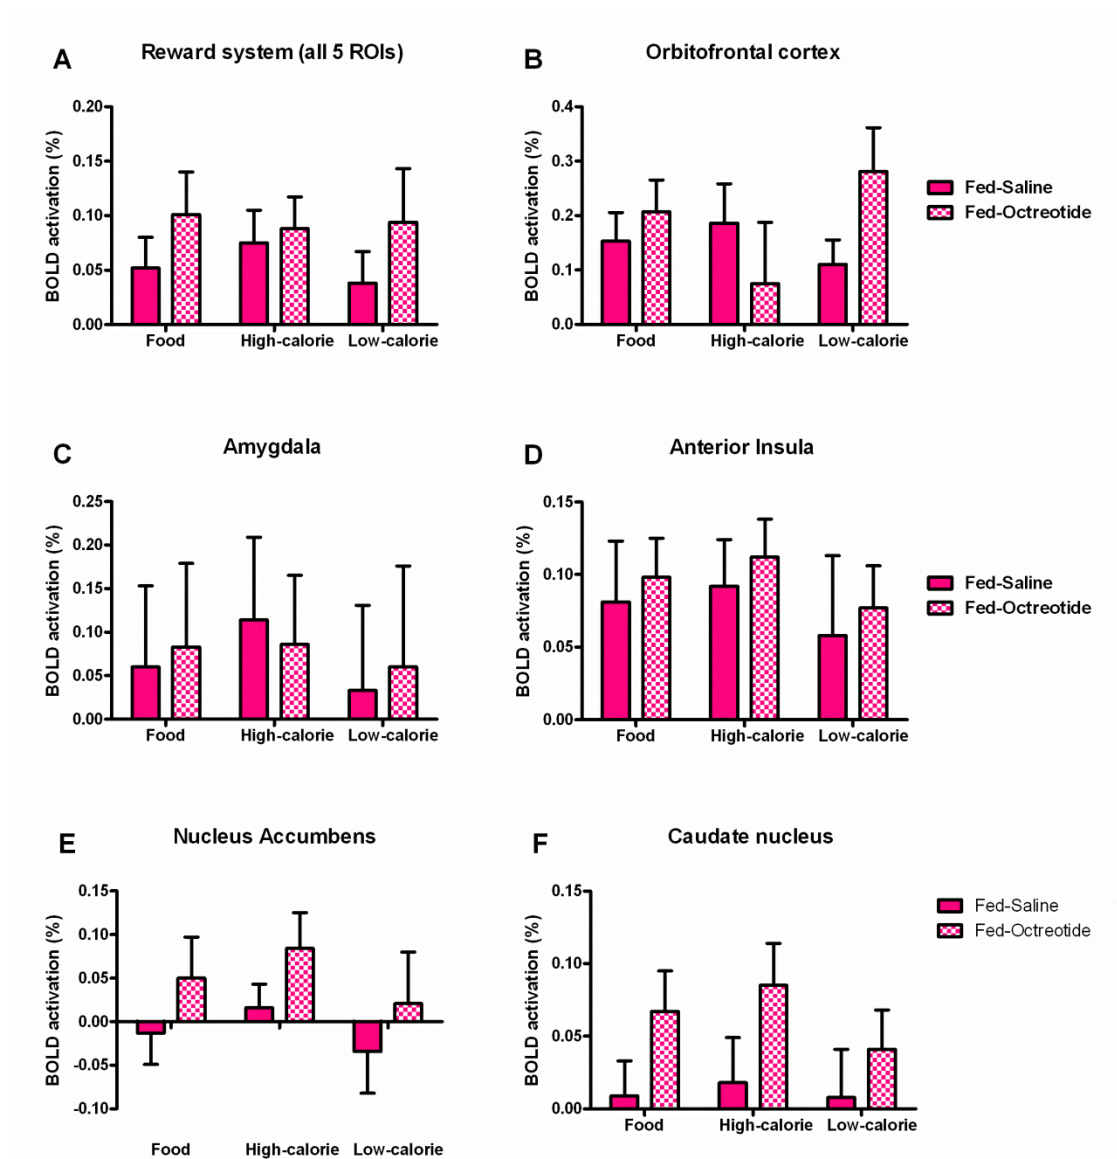 A Reward system (all 5 ROIs)
BOLD activation (%)
0.20
0.15
0.10
0.05
0.00
Food High-calorie Low-calorie
B Orbitofrontal cortex
BOLD activation (%)
0.4
0.3
0.2
0.1
0.0
Food High-calorie Low-calorie
Fed-Saline
Fed-Octreotide
C Amygdala
BOLD activation (%)
0.25
0.20
0.15
0.10
0.05
0.00
Food High-calorie Low-calorie
D Anterior Insula
BOLD activation (%)
0.15
0.10
0.05
0.00
Food High-calorie Low-calorie
Fed-Saline
Fed-Octreotide
E Nucleus Accumbens
BOLD activation (%)
0.15
0.10
0.05
0.00
-0.05
-0.10
Food High-calorie Low-calorie
F Caudate nucleus
BOLD activation (%)
0.15
0.10
0.05
0.00
Food High-calorie Low-calorie
Fed-Saline
Fed-Octreotide